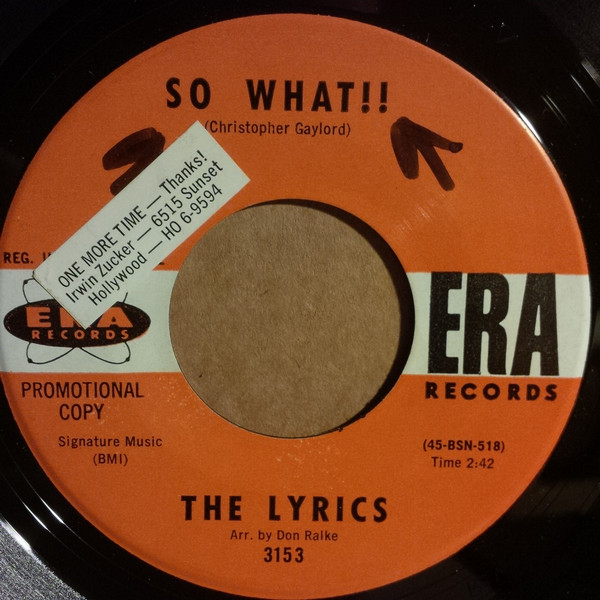 SO WHAT!!
(Christopher Gaylord)
ONE MORE TIME — Thanks!
Irwin Zucker — 6515 Sunset
Hollywood — HO 6-9594
REG.
ERA
RECORDS
ERA
RECORDS
PROMOTIONAL
COPY
Signature Music
(BMI)
(45-BSN-518)
Time 2:42
THE LYRICS
Arr. by Don Ralke
3153